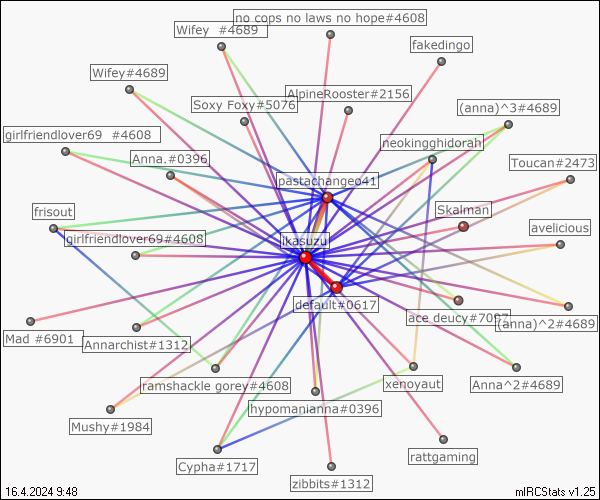 no cops no laws no hope#4608
Wifey #4689
fakedingo
Wifey#4689
AlpineRooster#2156
Soxy Foxy#5076
(anna)^3#4689
girlfriendlover69 #4608
neokingghidorah
Anna.#0396
Toucan#2473
pastachangeo41
frisout
Skalman
avelicious
girlfriendlover69#4608
ikasuzu
default#0617
ace deucy#7097
(anna)^2#4689
Mad #6901
Annarchist#1312
ramshackle gorey#4608
xenoyaut
Anna^2#4689
hypomanianna#0396
Mushy#1984
Cypha#1717
rattgaming
zibbits#1312
16.4.2024 9:48
mIRCStats v1.25